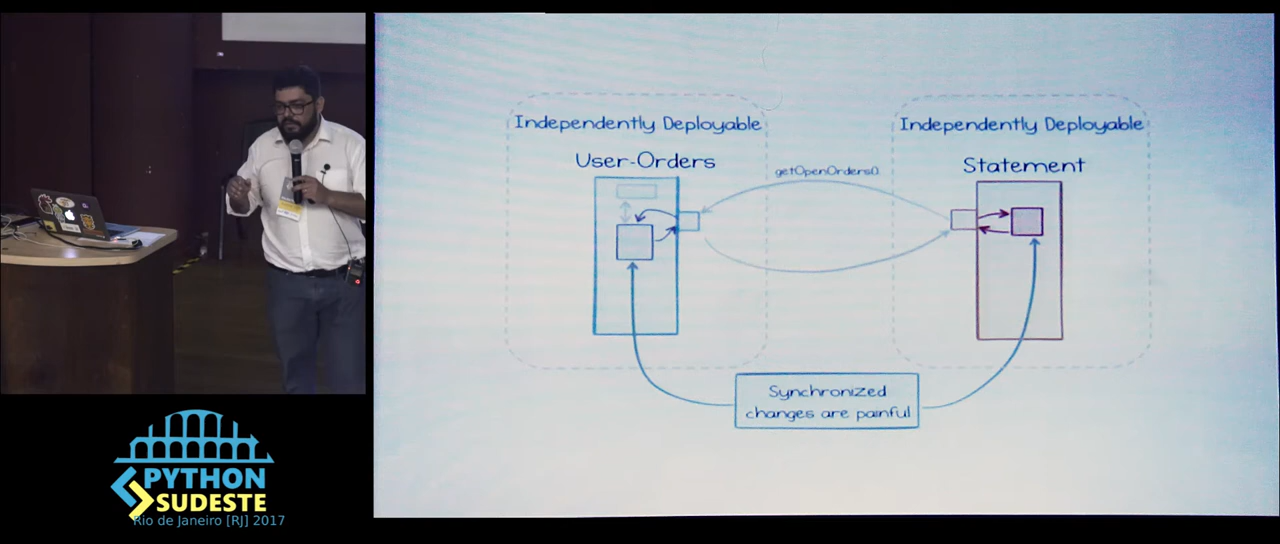 Independently Deployable
Independently Deployable
User-Orders
Statement
getOpenOrders()
Synchronized
changes are painful
PYTHON
SUDESTE
Rio de Janeiro [RJ] 2017